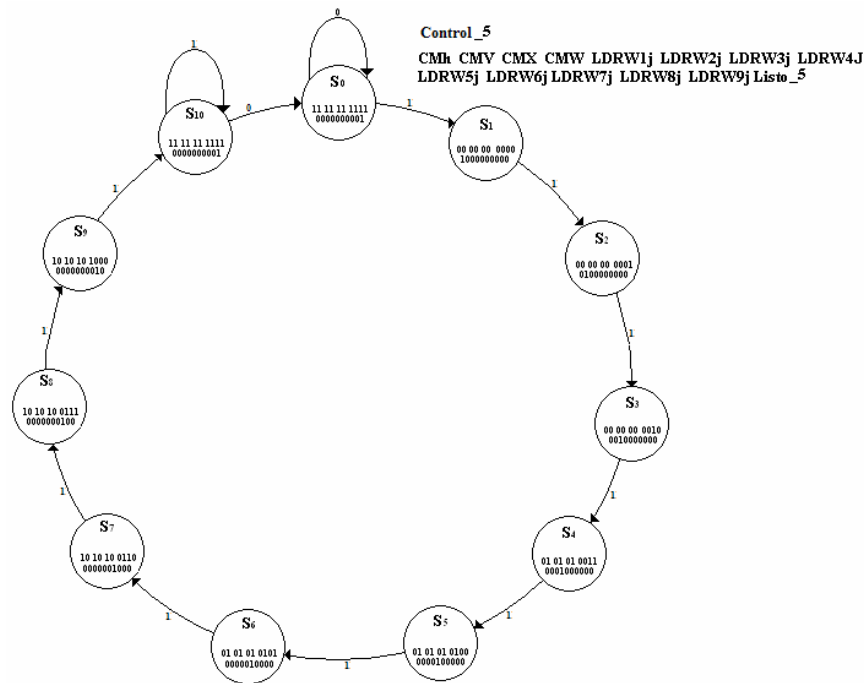 Control_5
CMh CMV CMX CMW LDRW1j LDRW2j LDRW3j LDRW4J
LDRW5j LDRW6j LDRW7j LDRW8j LDRW9j Listo_5
0
S0
11 11 11 1111
0000000001
1
S1
00 00 00 0000
1000000000
1
S2
00 00 00 0001
0100000000
1
S3
00 00 00 0010
0010000000
1
S4
01 01 01 0011
0001000000
1
S5
01 01 01 0100
0000100000
1
S6
01 01 01 0101
0000010000
1
S7
10 10 10 0110
0000001000
1
S8
10 10 10 0111
0000000100
1
S9
10 10 10 1000
0000000010
1
S10
11 11 11 1111
0000000001
1
0